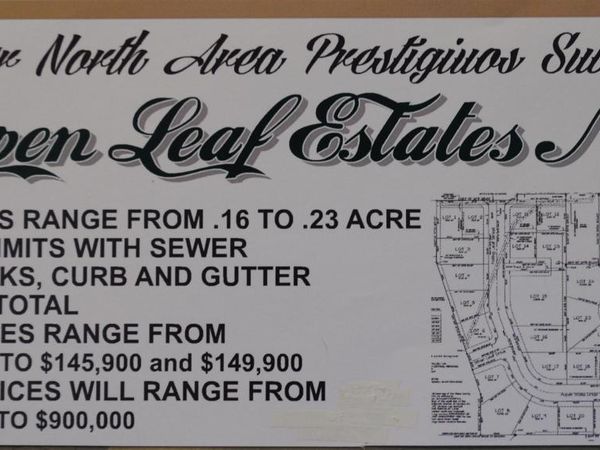 North Area Prestigiuos Su
pen Leaf Estates N
S RANGE FROM .16 TO .23 ACRE
IMITS WITH SEWER
KS, CURB AND GUTTER
TOTAL
ES RANGE FROM
TO $145,900 and $149,900
ICES WILL RANGE FROM
TO $900,000